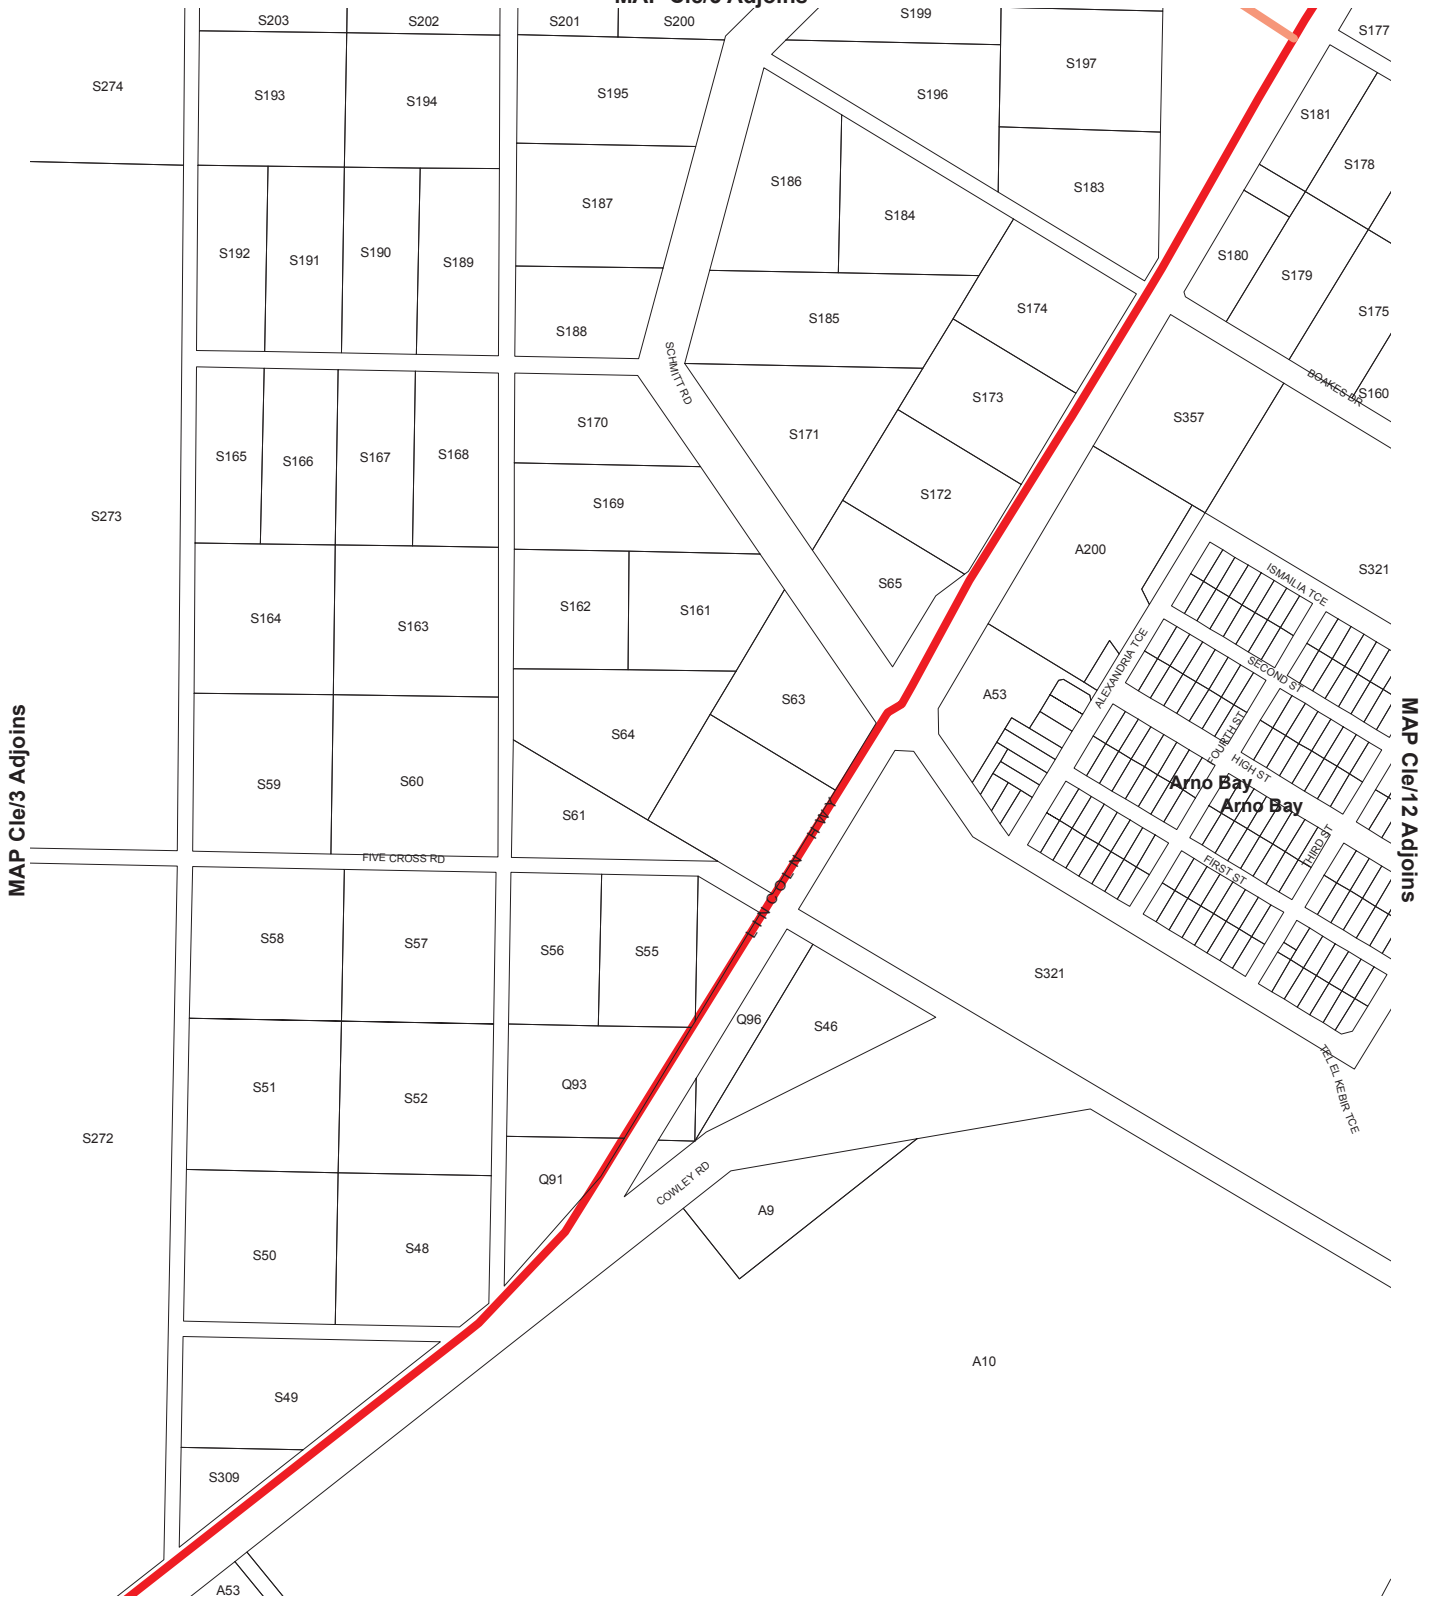 S203
S202
S201
S200
S199
S177
S274
S193
S194
S195
S196
S197
S181
S178
S186
S184
S183
S187
S192
S191
S190
S189
S180
S179
S188
S185
S174
S175
SCHMITT RD
BOAKES DR
S160
S173
S357
S170
S171
S165
S166
S167
S168
S169
S172
S273
A200
S321
ISMAILIA TCE
S65
S162
S161
S164
S163
ALEXANDRIA TCE
SECOND ST
A53
S63
S64
FOURTH ST
HIGH ST
Arno Bay
Arno Bay
S59
S60
S61
LINCOLN HWY
THIRD ST
FIRST ST
FIVE CROSS RD
MAP Cle/3 Adjoins
MAP Cle/12 Adjoins
S58
S57
S56
S55
S321
Q96
S46
S51
S52
Q93
TEL EL KEBIR TCE
S272
Q91
COWLEY RD
A9
S50
S48
A10
S49
S309
A53